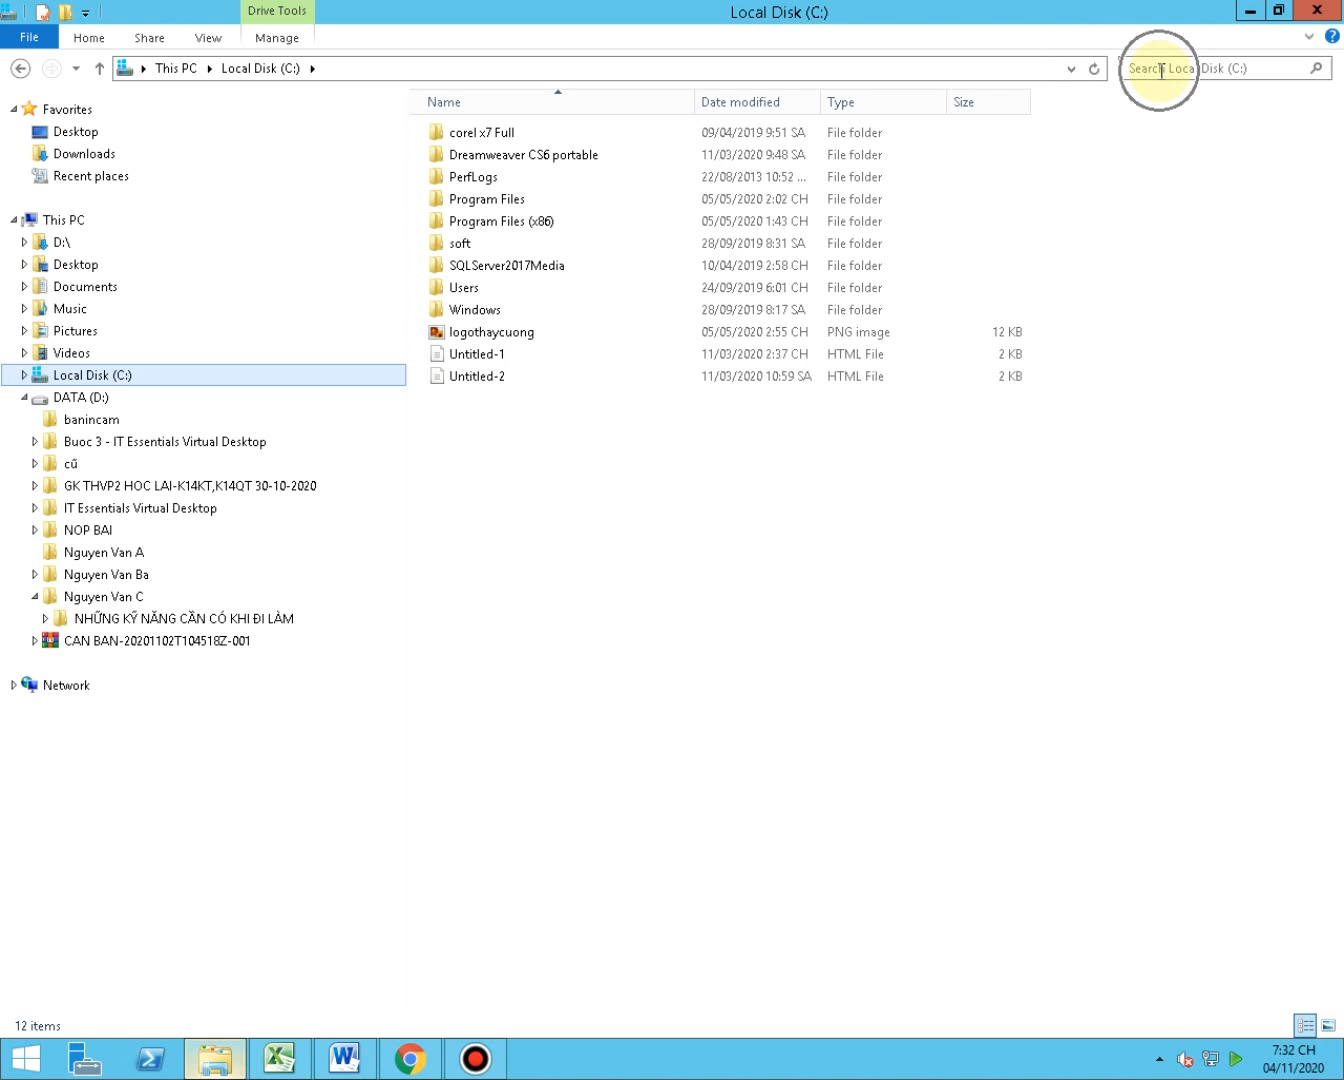 Drive Tools
Local Disk (C:)
File
Home
Share
View
Manage
This PC
Local Disk (C:)
Search Local Disk (C:)
Favorites
Desktop
Downloads
Recent places
This PC
D:\
Desktop
Documents
Music
Pictures
Videos
Local Disk (C:)
DATA (D:)
banincam
Buoc 3 - IT Essentials Virtual Desktop
cũ
GK THVP2 HOC LAI-K14KT,K14QT 30-10-2020
IT Essentials Virtual Desktop
NOP BAI
Nguyen Van A
Nguyen Van Ba
Nguyen Van C
NHỮNG KỸ NĂNG CẦN CÓ KHI ĐI LÀM
CAN BAN-20201102T104518Z-001
Network
Name Date modified Type Size
corel x7 Full 09/04/2019 9:51 SA File folder
Dreamweaver CS6 portable 11/03/2020 9:48 SA File folder
PerfLogs 22/08/2013 10:52 ... File folder
Program Files 05/05/2020 2:02 CH File folder
Program Files (x86) 05/05/2020 1:43 CH File folder
soft 28/09/2019 8:31 SA File folder
SQLServer2017Media 10/04/2019 2:58 CH File folder
Users 24/09/2019 6:01 CH File folder
Windows 28/09/2019 8:17 SA File folder
logothaycuong 05/05/2020 2:55 CH PNG image 12 KB
Untitled-1 11/03/2020 2:37 CH HTML File 2 KB
Untitled-2 11/03/2020 10:59 SA HTML File 2 KB
12 items
7:32 CH
04/11/2020